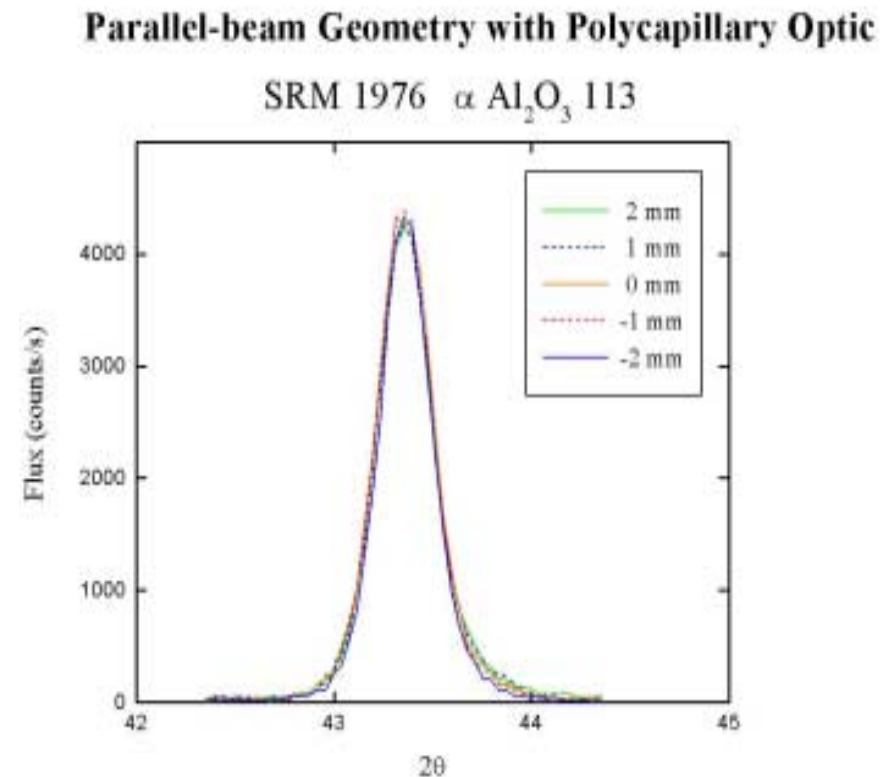 Parallel-beam Geometry with Polycapillary Optic
SRM 1976 α Al₂O₃ 113
2 mm
1 mm
0 mm
-1 mm
-2 mm
Flux (counts/s)
4000
3000
2000
1000
0
42
43
44
45
2θ